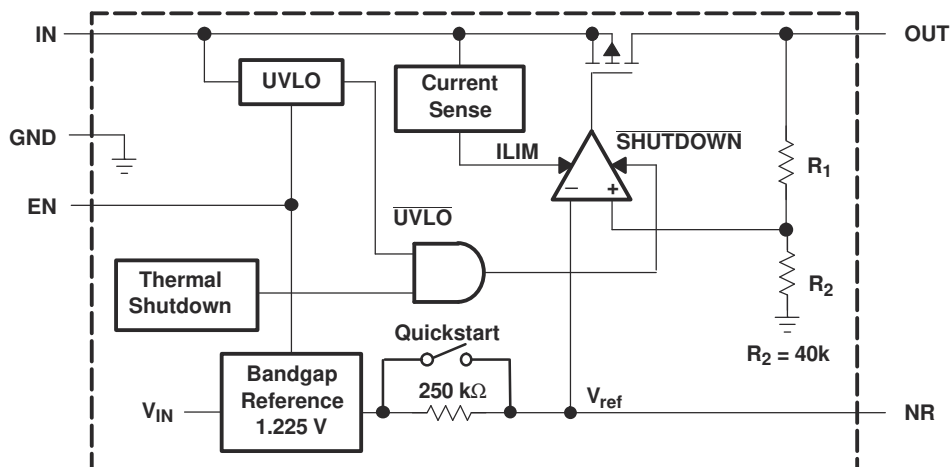 IN
OUT
UVLO
Current
Sense
GND
ILIM
SHUTDOWN
R1
EN
UVLO
Thermal
Shutdown
R2
Quickstart
R2 = 40k
Bandgap
Reference
1.225 V
250 kΩ
VIN
Vref
NR
− +